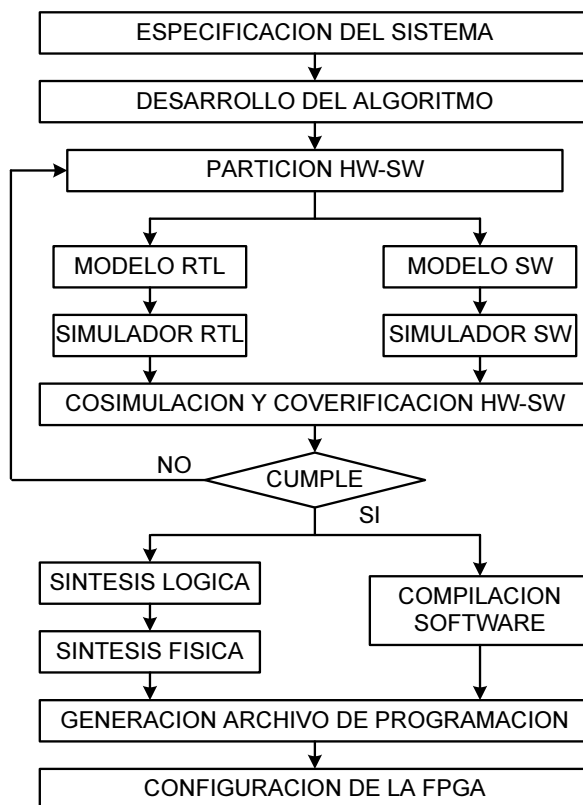 ESPECIFICACION DEL SISTEMA
DESARROLLO DEL ALGORITMO
PARTICION HW-SW
MODELO RTL
MODELO SW
SIMULADOR RTL
SIMULADOR SW
COSIMULACION Y COVERIFICACION HW-SW
NO
CUMPLE
SI
SINTESIS LOGICA
COMPILACION
SOFTWARE
SINTESIS FISICA
GENERACION ARCHIVO DE PROGRAMACION
CONFIGURACION DE LA FPGA